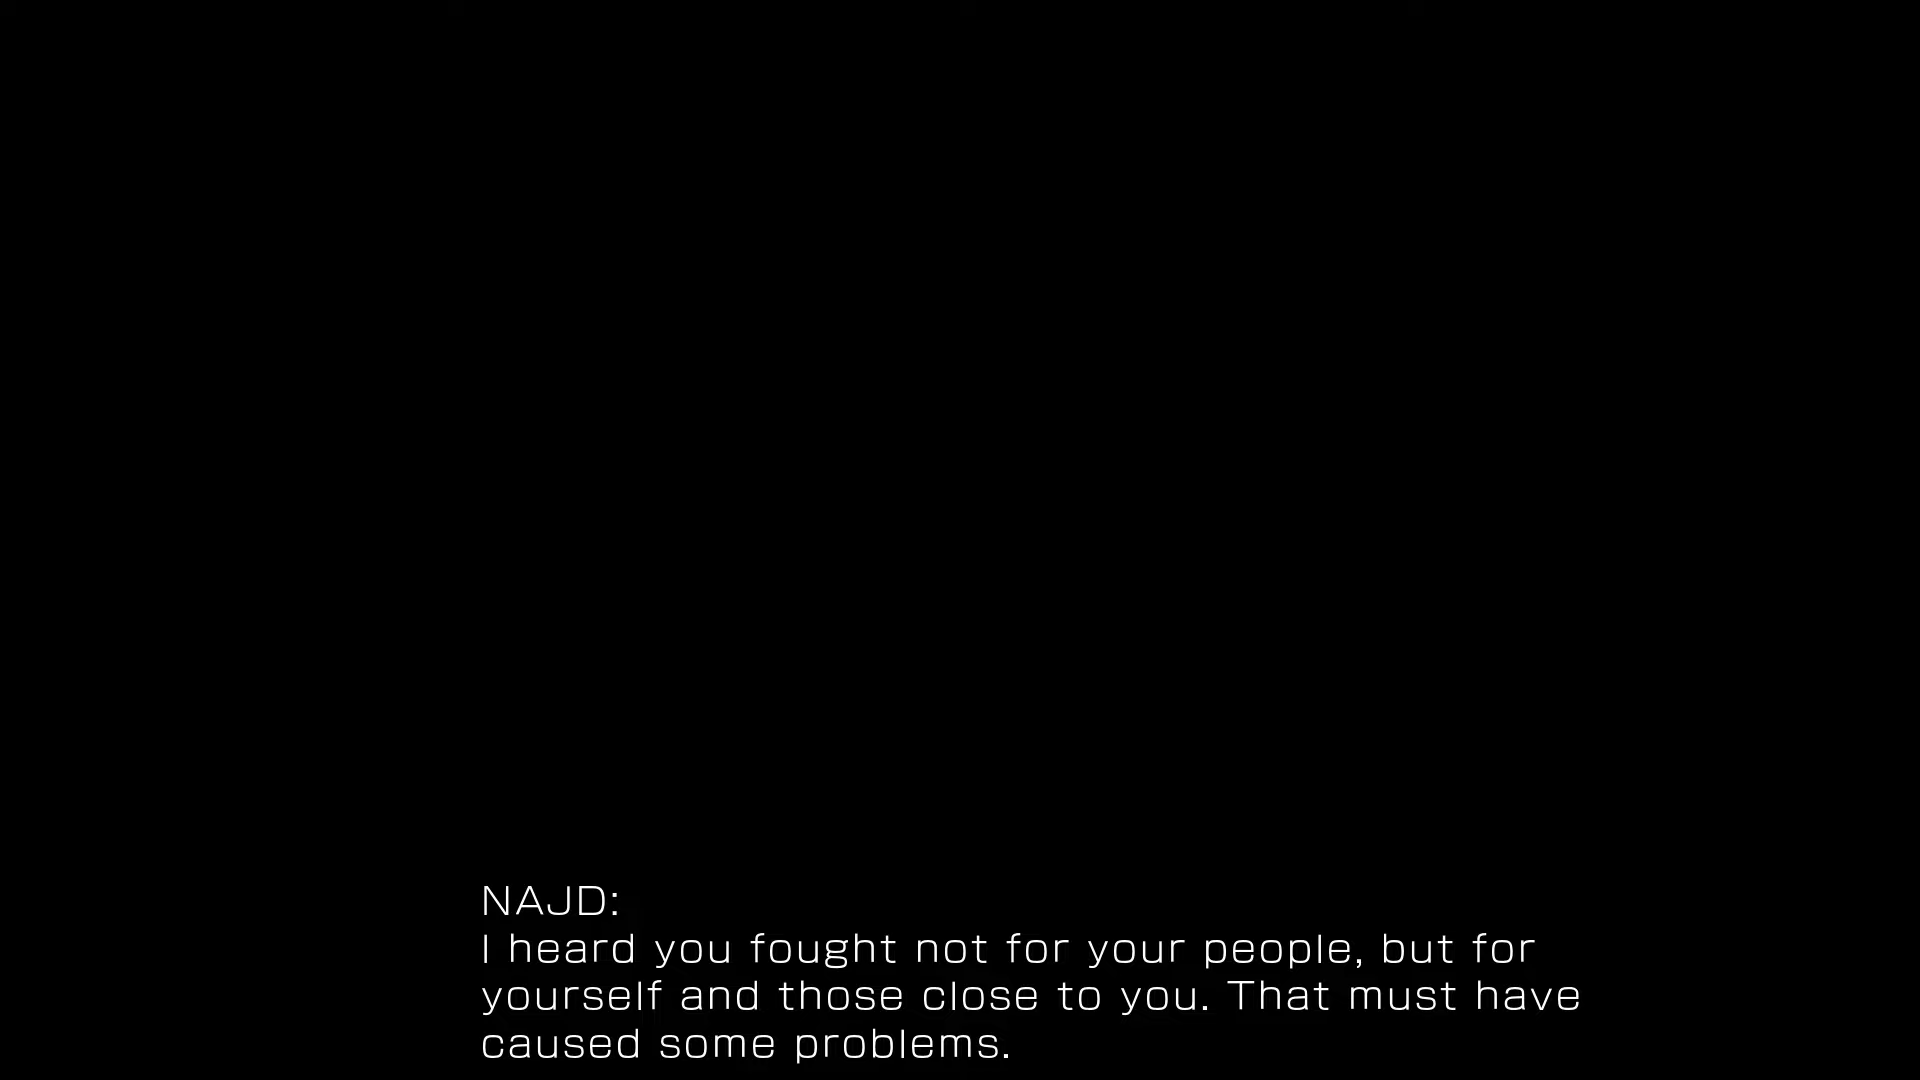 NAJD:
I heard you fought not for your people, but for
yourself and those close to you. That must have
caused some problems.